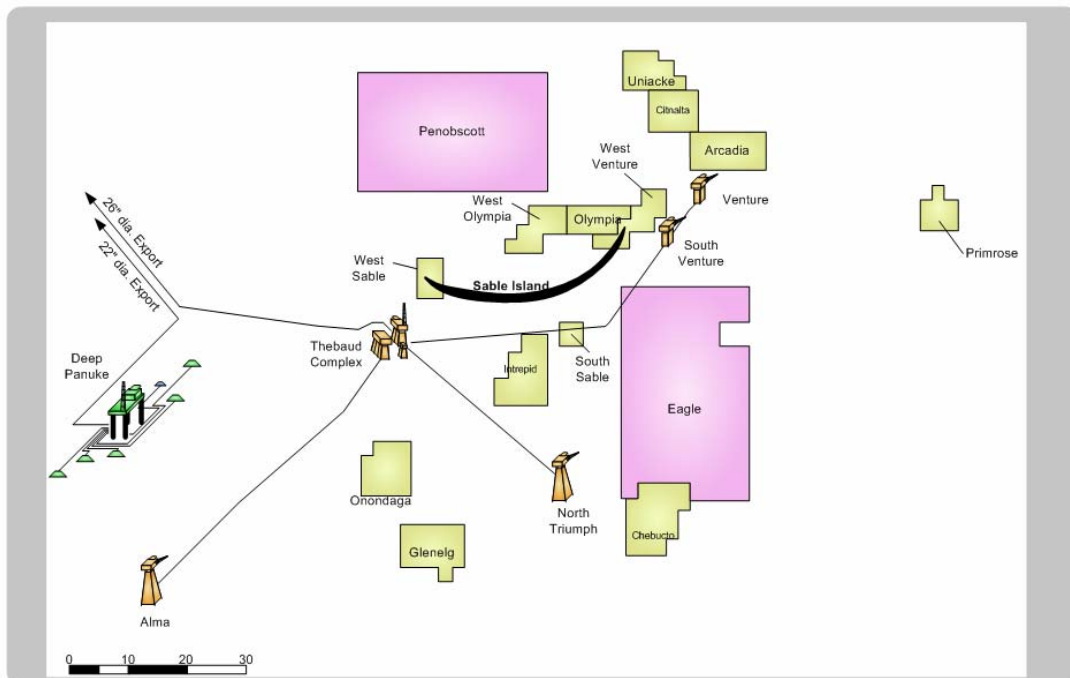 Uniacke
Citnalta
Penobscott
West
Venture
Arcadia
West
Olympia
Olympia
Venture
South
Venture
Primrose
26" dia. Export
22" dia. Export
West
Sable
Sable Island
Thebaud
Complex
Deep
Panuke
Intrepid
South
Sable
Eagle
Onondaga
North
Triumph
Chebucto
Glenelg
Alma
0 10 20 30